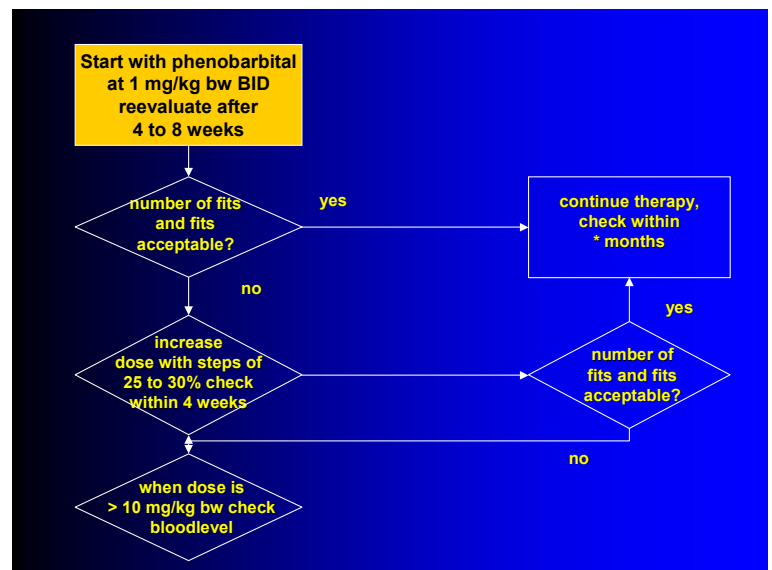 Start with phenobarbital
at 1 mg/kg bw BID
reevaluate after
4 to 8 weeks
number of fits
and fits
acceptable?
yes
continue therapy,
check within
* months
no
increase
dose with steps of
25 to 30% check
within 4 weeks
yes
number of
fits and fits
acceptable?
no
when dose is
> 10 mg/kg bw check
bloodlevel